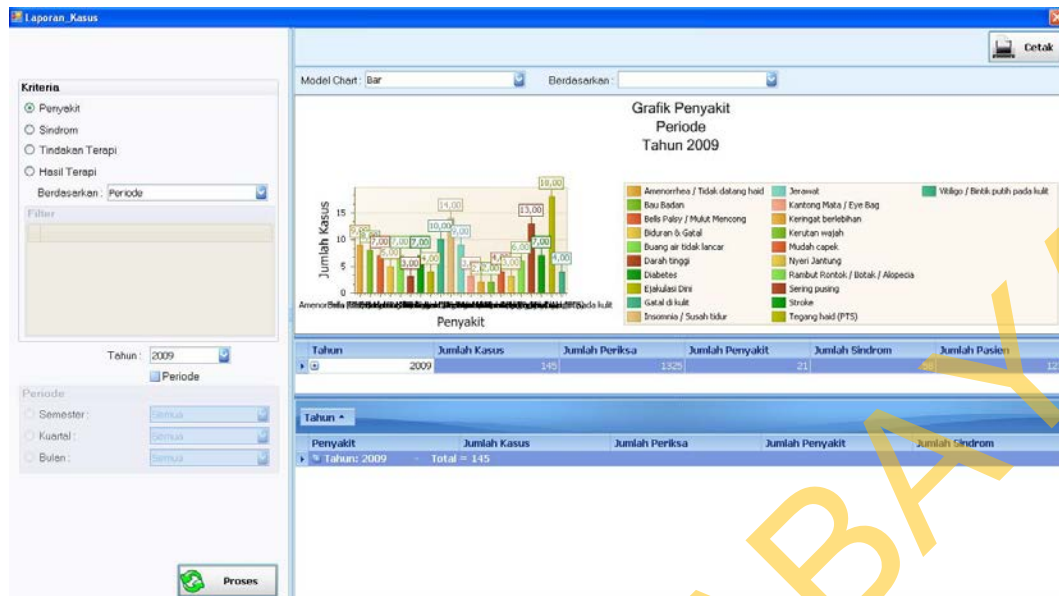 Laporan_Kasus
Cetak
Kriteria
Penyakit
Sindrom
Tindakan Terapi
Hasil Terapi
Berdasarkan : Periode
Filter
Tahun : 2009
Periode
Periode
Semester : Semua
Kuartal : Semua
Bulan : Semua
Proses
Model Chart : Bar
Berdasarkan :
Grafik Penyakit
Periode
Tahun 2009
Jumlah Kasus
15
10
5
0
7,00
7,00
7,00
3,00
4,00
10,00
14,00
9,00
6,00
13,00
7,00
18,00
4,00
Penyakit
Amenorrhea / Tidak datang haid
Bau Badan
Bells Palsy / Mulut Mencong
Biduran & Gatal
Buang air tidak lancar
Darah tinggi
Diabetes
Ejakulasi Dini
Gatal di kulit
Insomnia / Susah tidur
Jerawat
Kantong Mata / Eye Bag
Keringat berlebihan
Kerutan wajah
Mudah capek
Nyeri Jantung
Rambut Rontok / Botak / Alopecia
Sering pusing
Stroke
Tegang haid (PTS)
Vitiligo / Bintik putih pada kulit
Tahun Jumlah Kasus Jumlah Periksa Jumlah Penyakit Jumlah Sindrom Jumlah Pasien
2009 145 1325 21
Tahun
Penyakit Jumlah Kasus Jumlah Periksa Jumlah Penyakit Jumlah Sindrom
Tahun: 2009 - Total = 145
BAYA